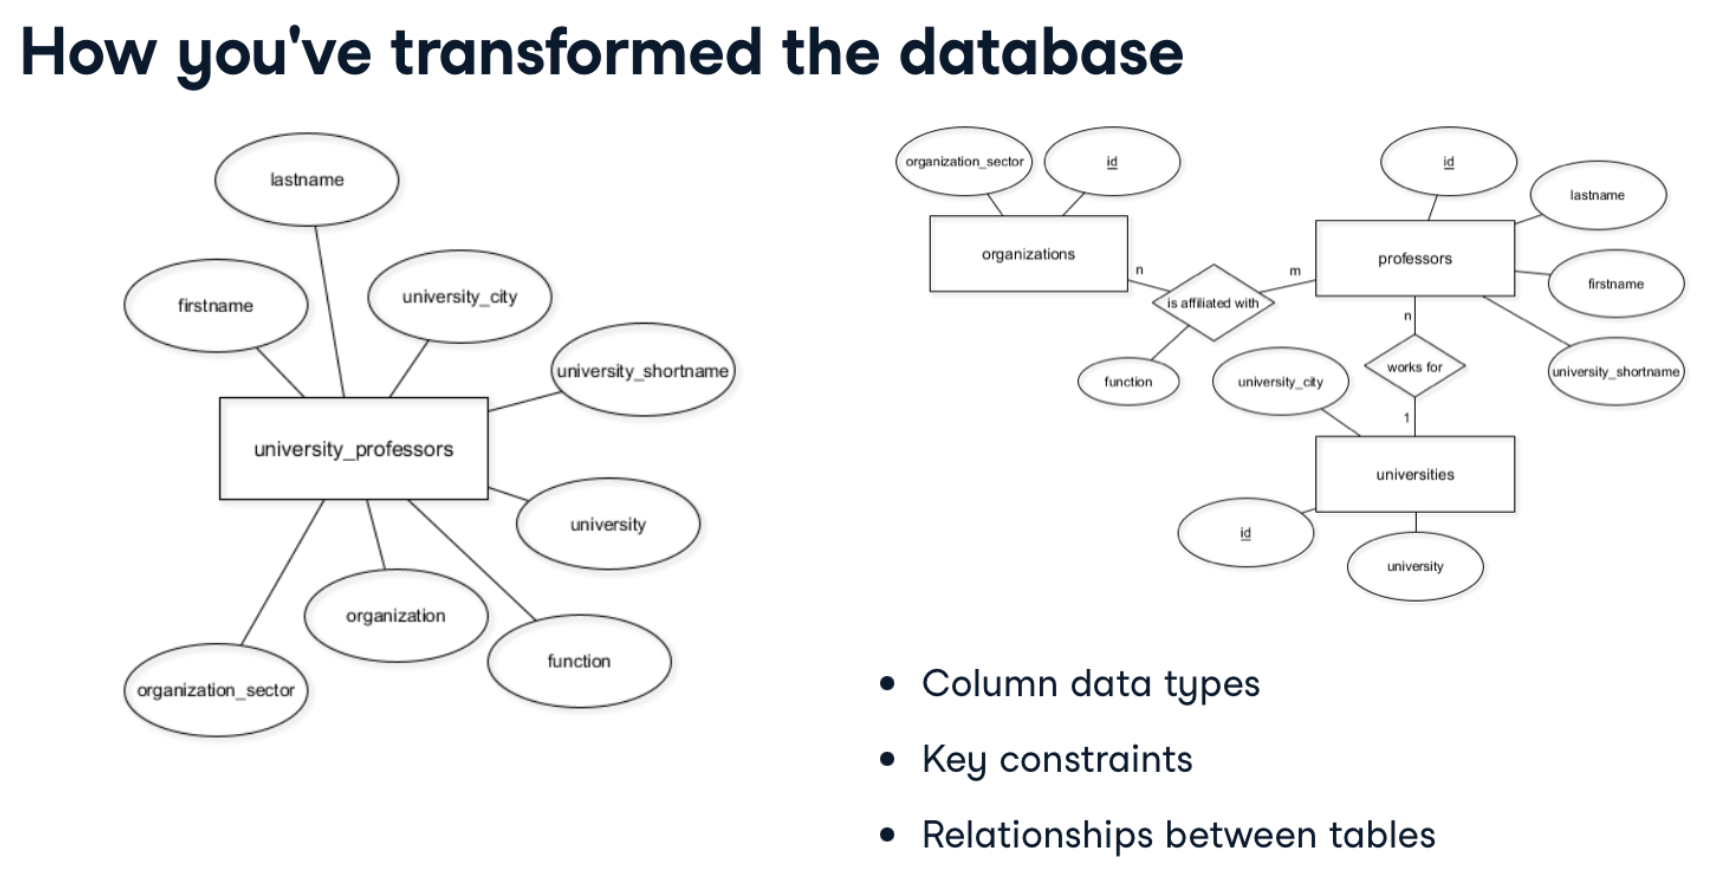 How you've transformed the database
lastname
firstname
university_city
university_shortname
university_professors
university
organization
function
organization_sector
organization_sector
id
organizations
n
is affiliated with
m
function
id
lastname
professors
firstname
university_shortname
n
works for
1
university_city
universities
id
university
• Column data types
• Key constraints
• Relationships between tables